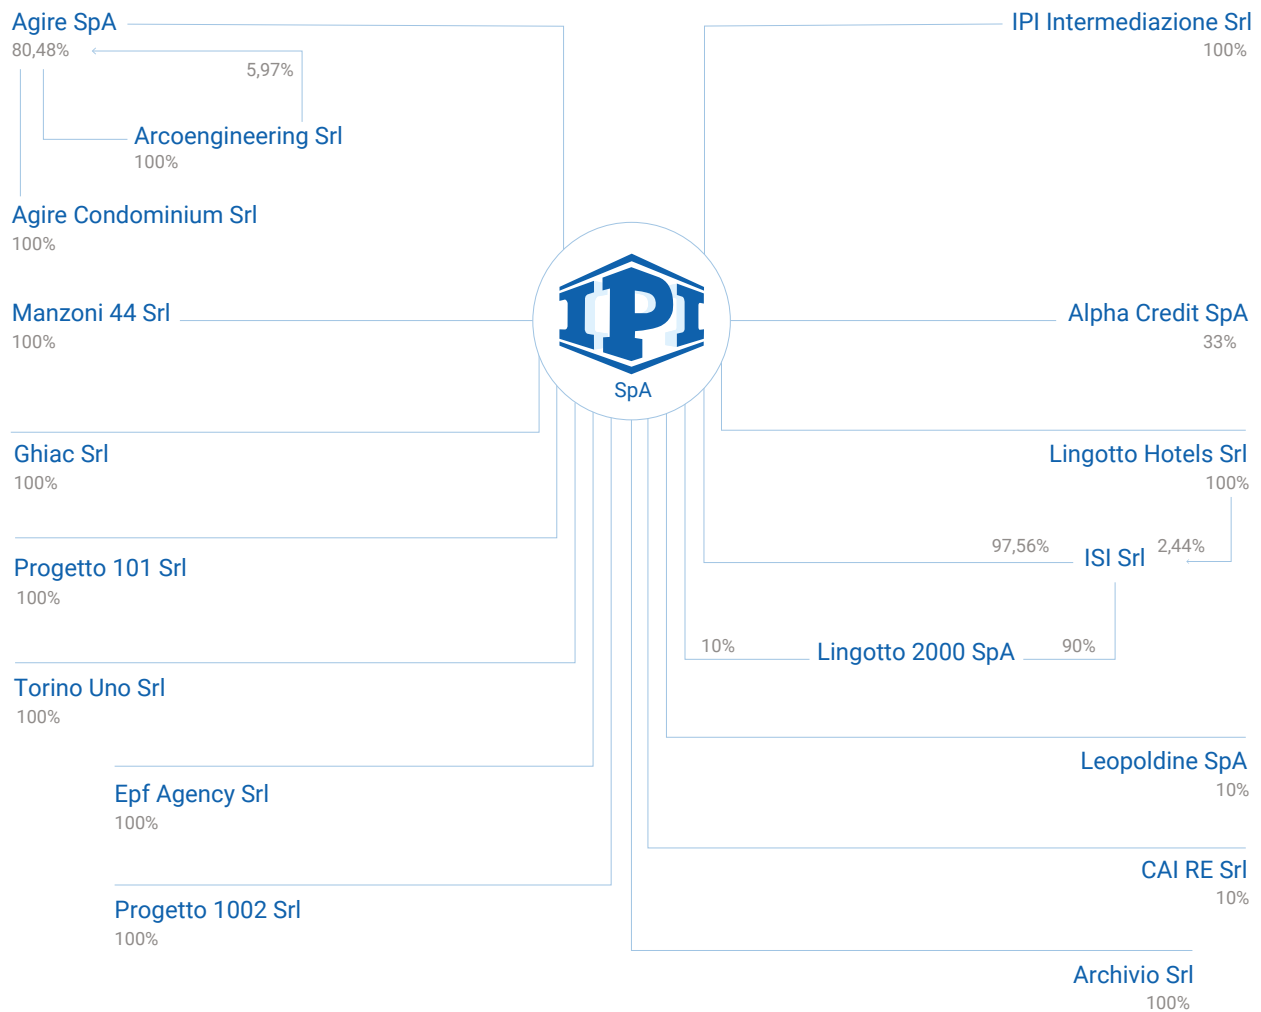 Agire SpA
80,48%
5,97%
Arcoengineering Srl
100%
Agire Condominium Srl
100%
Manzoni 44 Srl
100%
Ghiac Srl
100%
Progetto 101 Srl
100%
Torino Uno Srl
100%
Epf Agency Srl
100%
Progetto 1002 Srl
100%
IPI
SpA
IPI Intermediazione Srl
100%
Alpha Credit SpA
33%
Lingotto Hotels Srl
100%
97,56%
ISI Srl
2,44%
10%
Lingotto 2000 SpA
90%
Leopoldine SpA
10%
CAI RE Srl
10%
Archivio Srl
100%